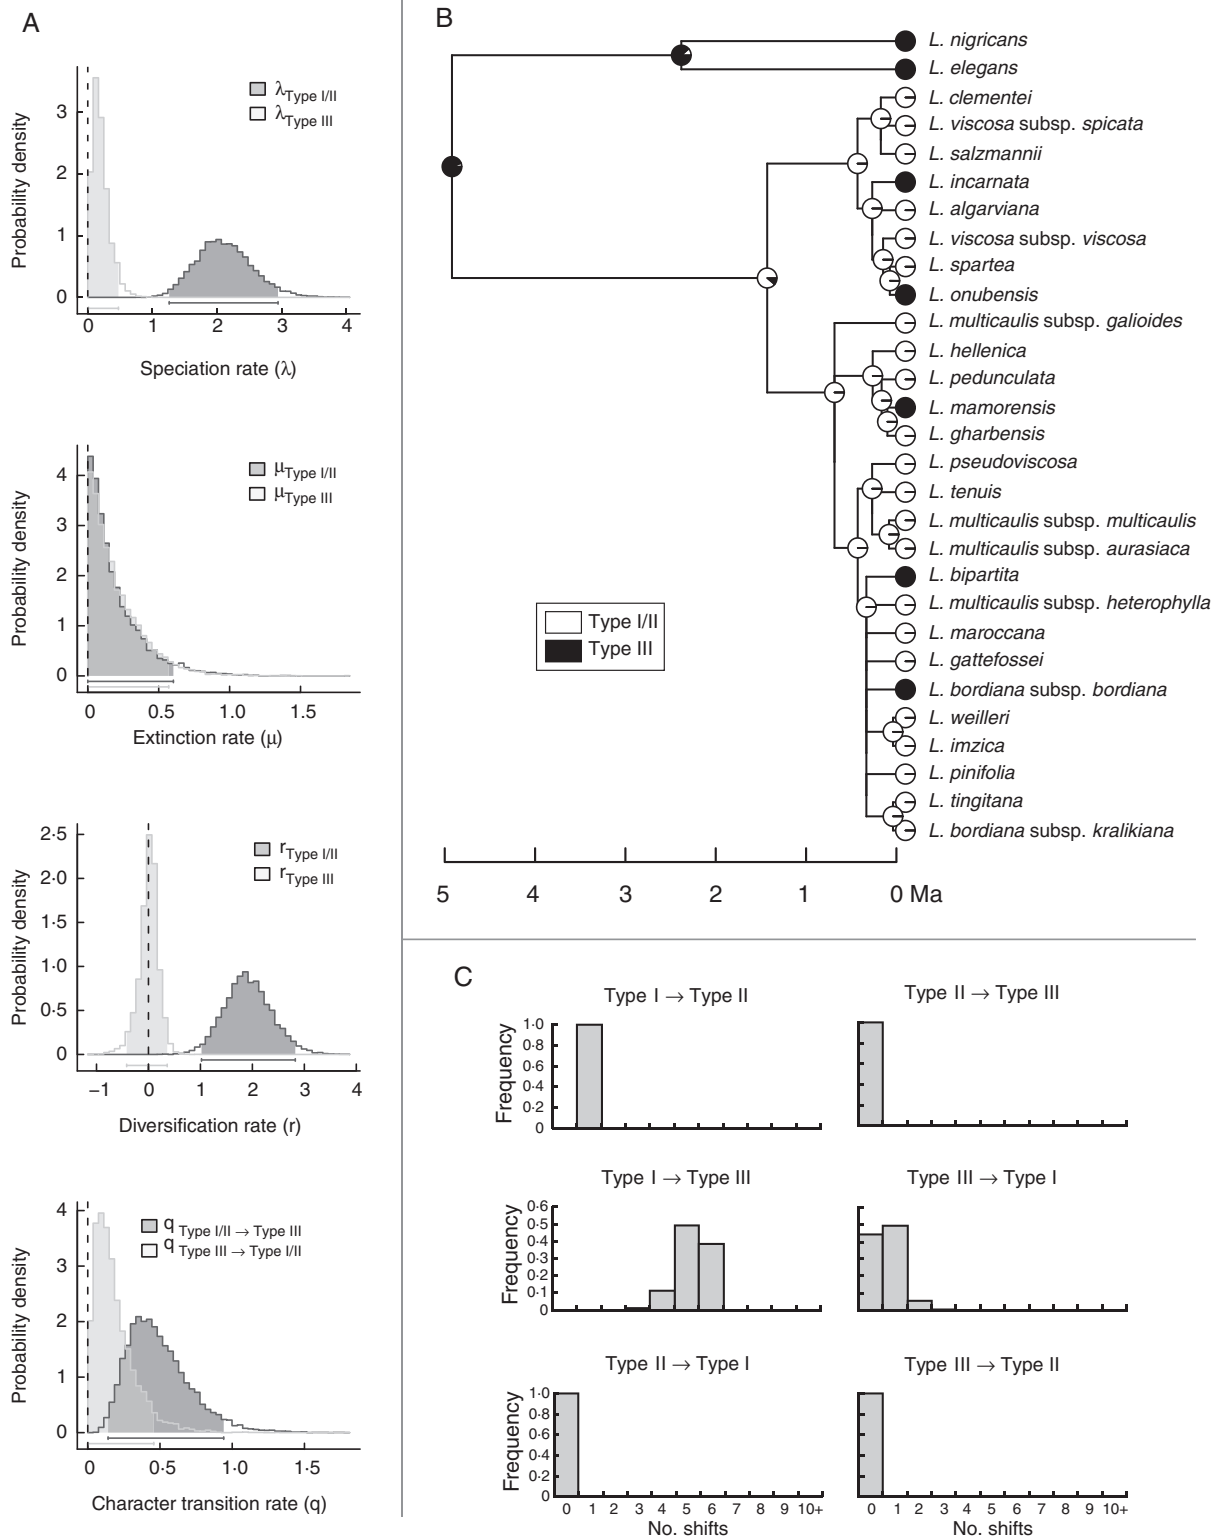 A
λType I/II
λType III
Probability density
3
2
1
0
0 1 2 3 4
Speciation rate (λ)
μType I/II
μType III
Probability density
4
3
2
1
0
0 0·5 1·0 1·5
Extinction rate (μ)
rType I/II
rType III
Probability density
2·5
2·0
1·5
1·0
0·5
0
−1 0 1 2 3 4
Diversification rate (r)
q Type I/II → Type III
q Type III → Type I/II
Probability density
4
3
2
1
0
0 0·5 1·0 1·5
Character transition rate (q)
B
L. nigricans
L. elegans
L. clementei
L. viscosa subsp. spicata
L. salzmannii
L. incarnata
L. algarviana
L. viscosa subsp. viscosa
L. spartea
L. onubensis
L. multicaulis subsp. galioides
L. hellenica
L. pedunculata
L. mamorensis
L. gharbensis
L. pseudoviscosa
L. tenuis
L. multicaulis subsp. multicaulis
L. multicaulis subsp. aurasiaca
L. bipartita
L. multicaulis subsp. heterophylla
L. maroccana
L. gattefossei
L. bordiana subsp. bordiana
L. weilleri
L. imzica
L. pinifolia
L. tingitana
L. bordiana subsp. kralikiana
Type I/II
Type III
5 4 3 2 1 0 Ma
C
Type I → Type II
Frequency
1·0
0·8
0·6
0·4
0·2
0
Type II → Type III
Type I → Type III
Frequency
0·6
0·5
0·4
0·3
0·2
0·1
0
Type III → Type I
Type II → Type I
Frequency
1·0
0·8
0·6
0·4
0·2
0
0 1 2 3 4 5 6 7 8 9 10+
No. shifts
Type III → Type II
0 1 2 3 4 5 6 7 8 9 10+
No. shifts